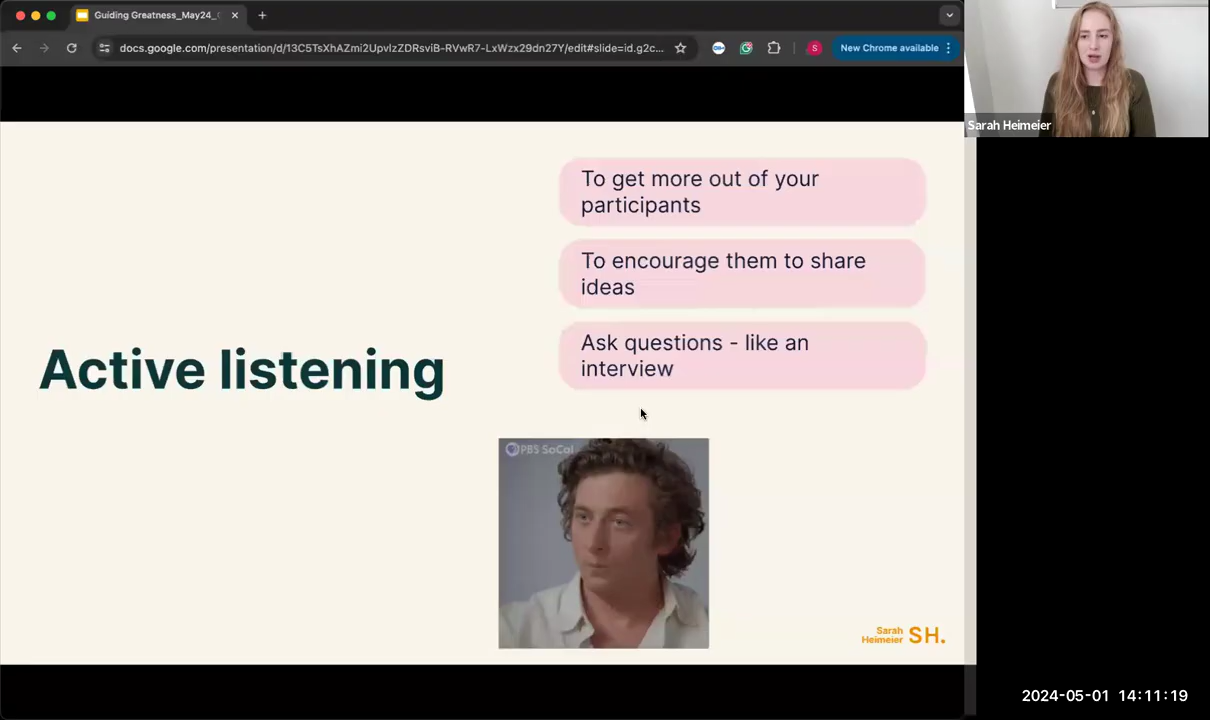 Guiding Greatness_May24_
docs.google.com/presentation/d/13C5TsXhAZmi2UpvIzZDRsviB-RVwR7-LxWzx29dn27Y/edit#slide=id.g2c...
S
New Chrome available
Sarah Heimeier
To get more out of your
participants
To encourage them to share
ideas
Ask questions - like an
interview
Active listening
PBS SoCal
Sarah
Heimeier
SH.
2024-05-01 14:11:19